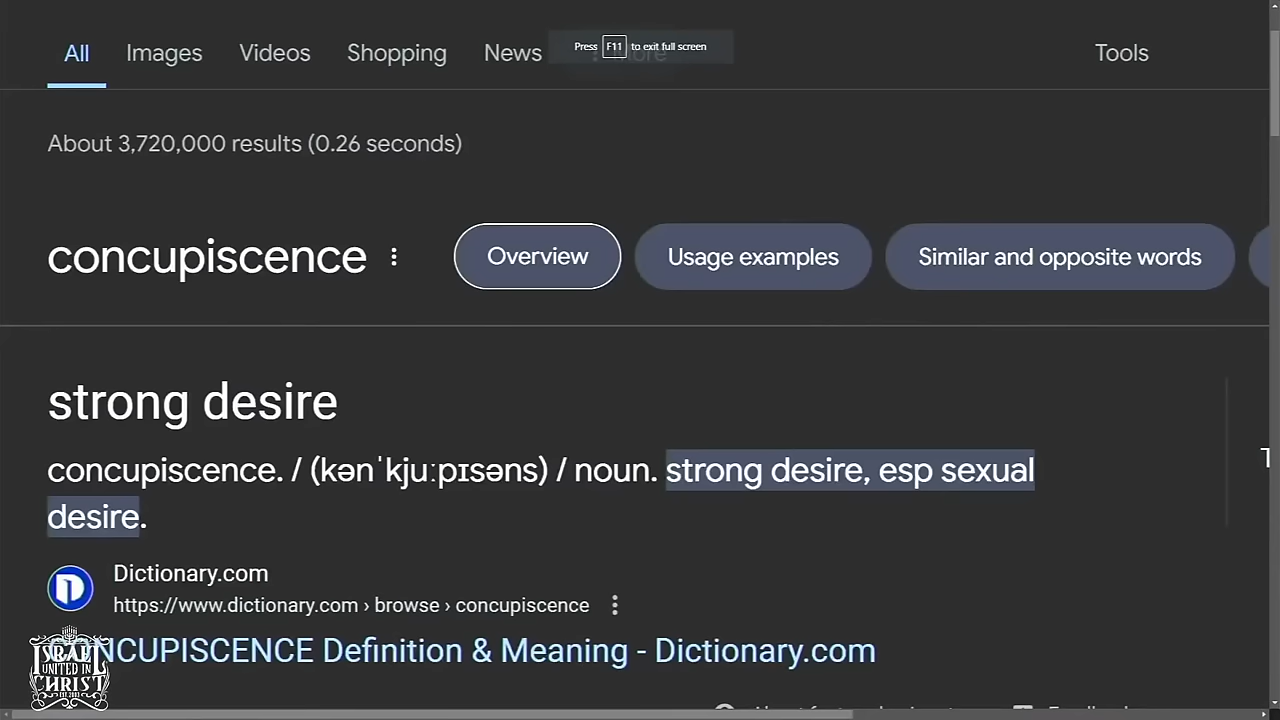 All Images Videos Shopping News Press F11 to exit full screen More Tools
About 3,720,000 results (0.26 seconds)
concupiscence Overview Usage examples Similar and opposite words
strong desire
concupiscence. / (kənˈkjuːpɪsəns) / noun. strong desire, esp sexual
desire.
Dictionary.com
https://www.dictionary.com › browse › concupiscence
NCUPISCENCE Definition & Meaning - Dictionary.com
ISRAEL
UNITED IN
CHRIST